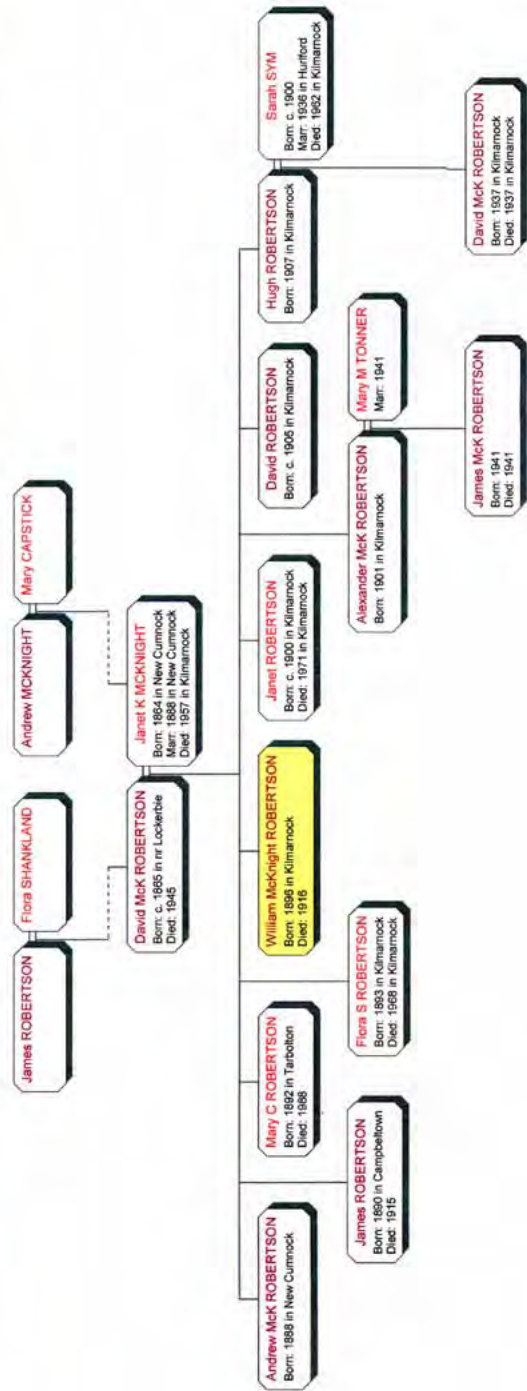 James ROBERTSON
Flora SHANKLAND
Andrew MCKNIGHT
Mary CAPSTICK
David McK ROBERTSON
Born: c. 1865 in nr Lockerbie
Died: 1945
Janet K MCKNIGHT
Born: 1864 in New Cumnock
Marr: 1888 in New Cumnock
Died: 1957 in Kilmarnock
Andrew McK ROBERTSON
Born: 1888 in New Cumnock
Mary C ROBERTSON
Born: 1892 in Tarbolton
Died: 1988
William McKnight ROBERTSON
Born: 1896 in Kilmarnock
Died: 1916
Janet ROBERTSON
Born: c. 1900 in Kilmarnock
Died: 1971 in Kilmarnock
David ROBERTSON
Born: c. 1905 in Kilmarnock
Hugh ROBERTSON
Born: 1907 in Kilmarnock
Sarah SYM
Born: c. 1900
Marr: 1936 in Hurlford
Died: 1962 in Kilmarnock
James ROBERTSON
Born: 1890 in Campbeltown
Died: 1915
Flora S ROBERTSON
Born: 1893 in Kilmarnock
Died: 1968 in Kilmarnock
Alexander McK ROBERTSON
Born: 1901 in Kilmarnock
Mary M TONNER
Marr: 1941
James McK ROBERTSON
Born: 1941
Died: 1941
David McK ROBERTSON
Born: 1937 in Kilmarnock
Died: 1937 in Kilmarnock